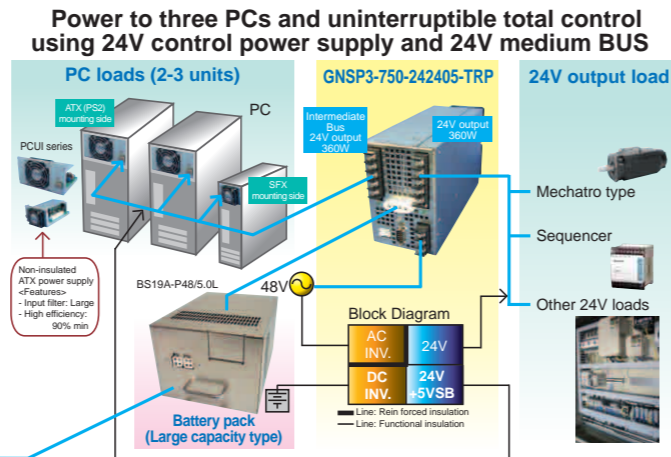 Power to three PCs and uninterruptible total control
using 24V control power supply and 24V medium BUS
PC loads (2-3 units)
GNSP3-750-242405-TRP
24V output load
ATX (PS2)
mounting side
PC
PCUI series
SFX
mounting side
Intermediate
Bus
24V output
360W
24V output
360W
Mechatro type
Sequencer
Other 24V loads
Non-insulated
ATX power supply
<Features>
- Input filter: Large
- High efficiency:
90% min
BS19A-P48/5.0L
48V
Block Diagram
AC
INV.
24V
DC
INV.
24V
+5VSB
Line: Rein forced insulation
Line: Functional insulation
Battery pack
(Large capacity type)